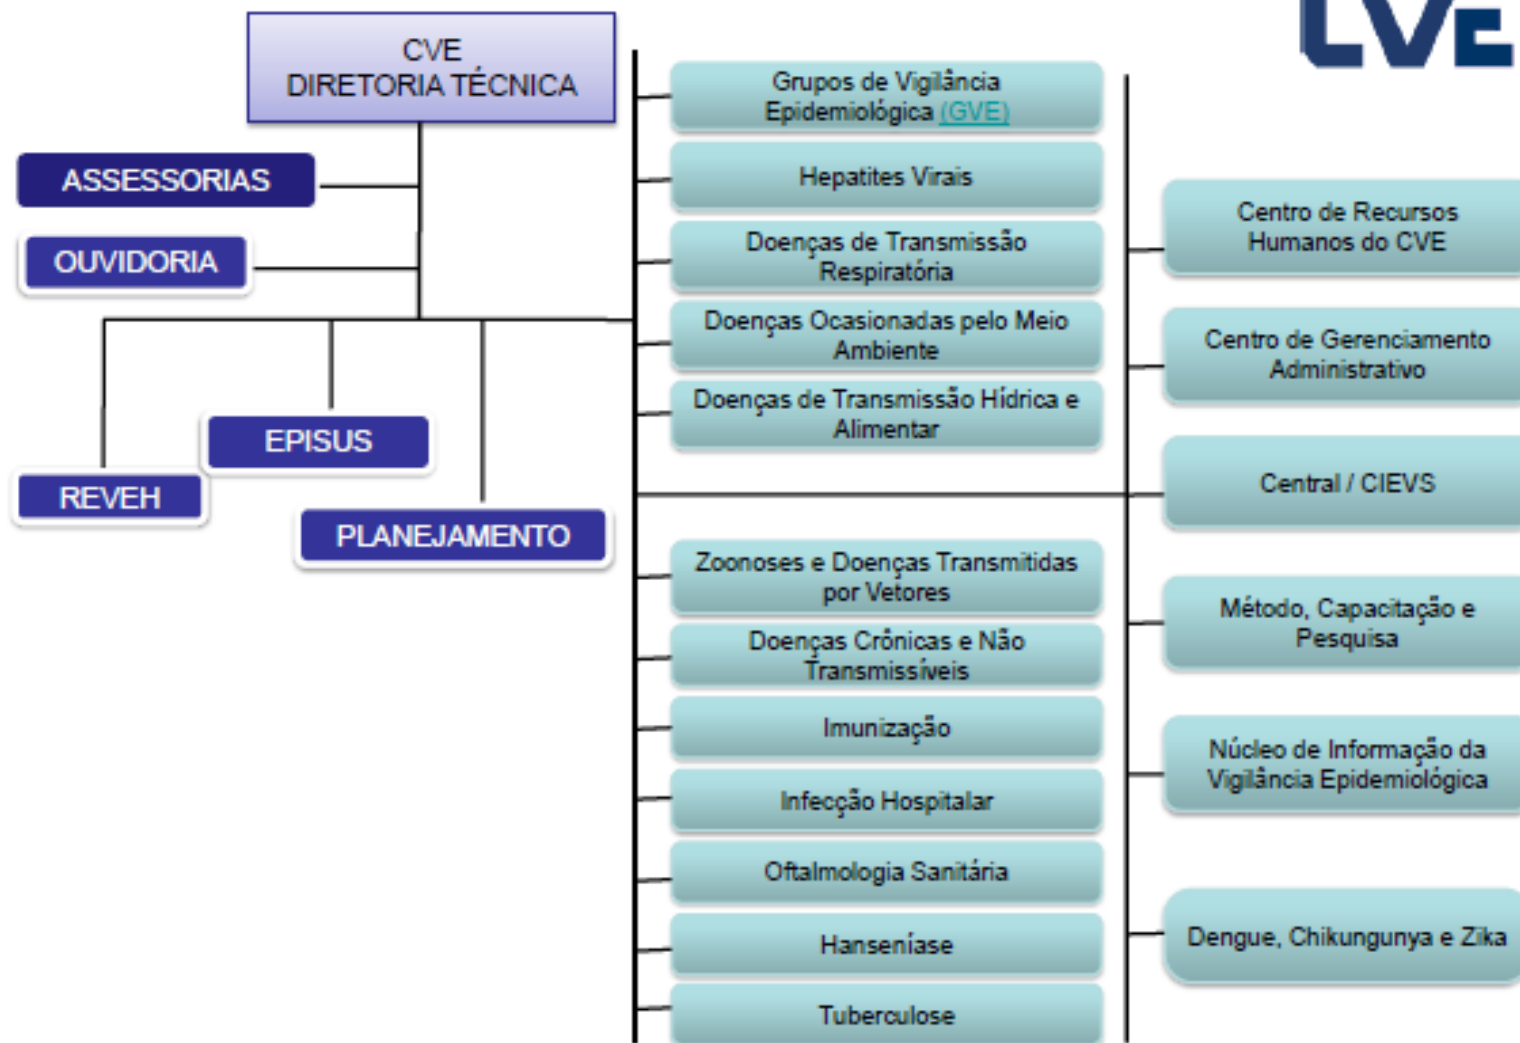 CVE
CVE
DIRETORIA TÉCNICA
ASSESSORIAS
OUVIDORIA
EPISUS
REVEH
PLANEJAMENTO
Grupos de Vigilância
Epidemiológica (GVE)
Hepatites Virais
Doenças de Transmissão
Respiratória
Doenças Ocasionadas pelo Meio
Ambiente
Doenças de Transmissão Hídrica e
Alimentar
Zoonoses e Doenças Transmitidas
por Vetores
Doenças Crônicas e Não
Transmissíveis
Imunização
Infecção Hospitalar
Oftalmologia Sanitária
Hanseníase
Tuberculose
Centro de Recursos
Humanos do CVE
Centro de Gerenciamento
Administrativo
Central / CIEVS
Método, Capacitação e
Pesquisa
Núcleo de Informação da
Vigilância Epidemiológica
Dengue, Chikungunya e Zika